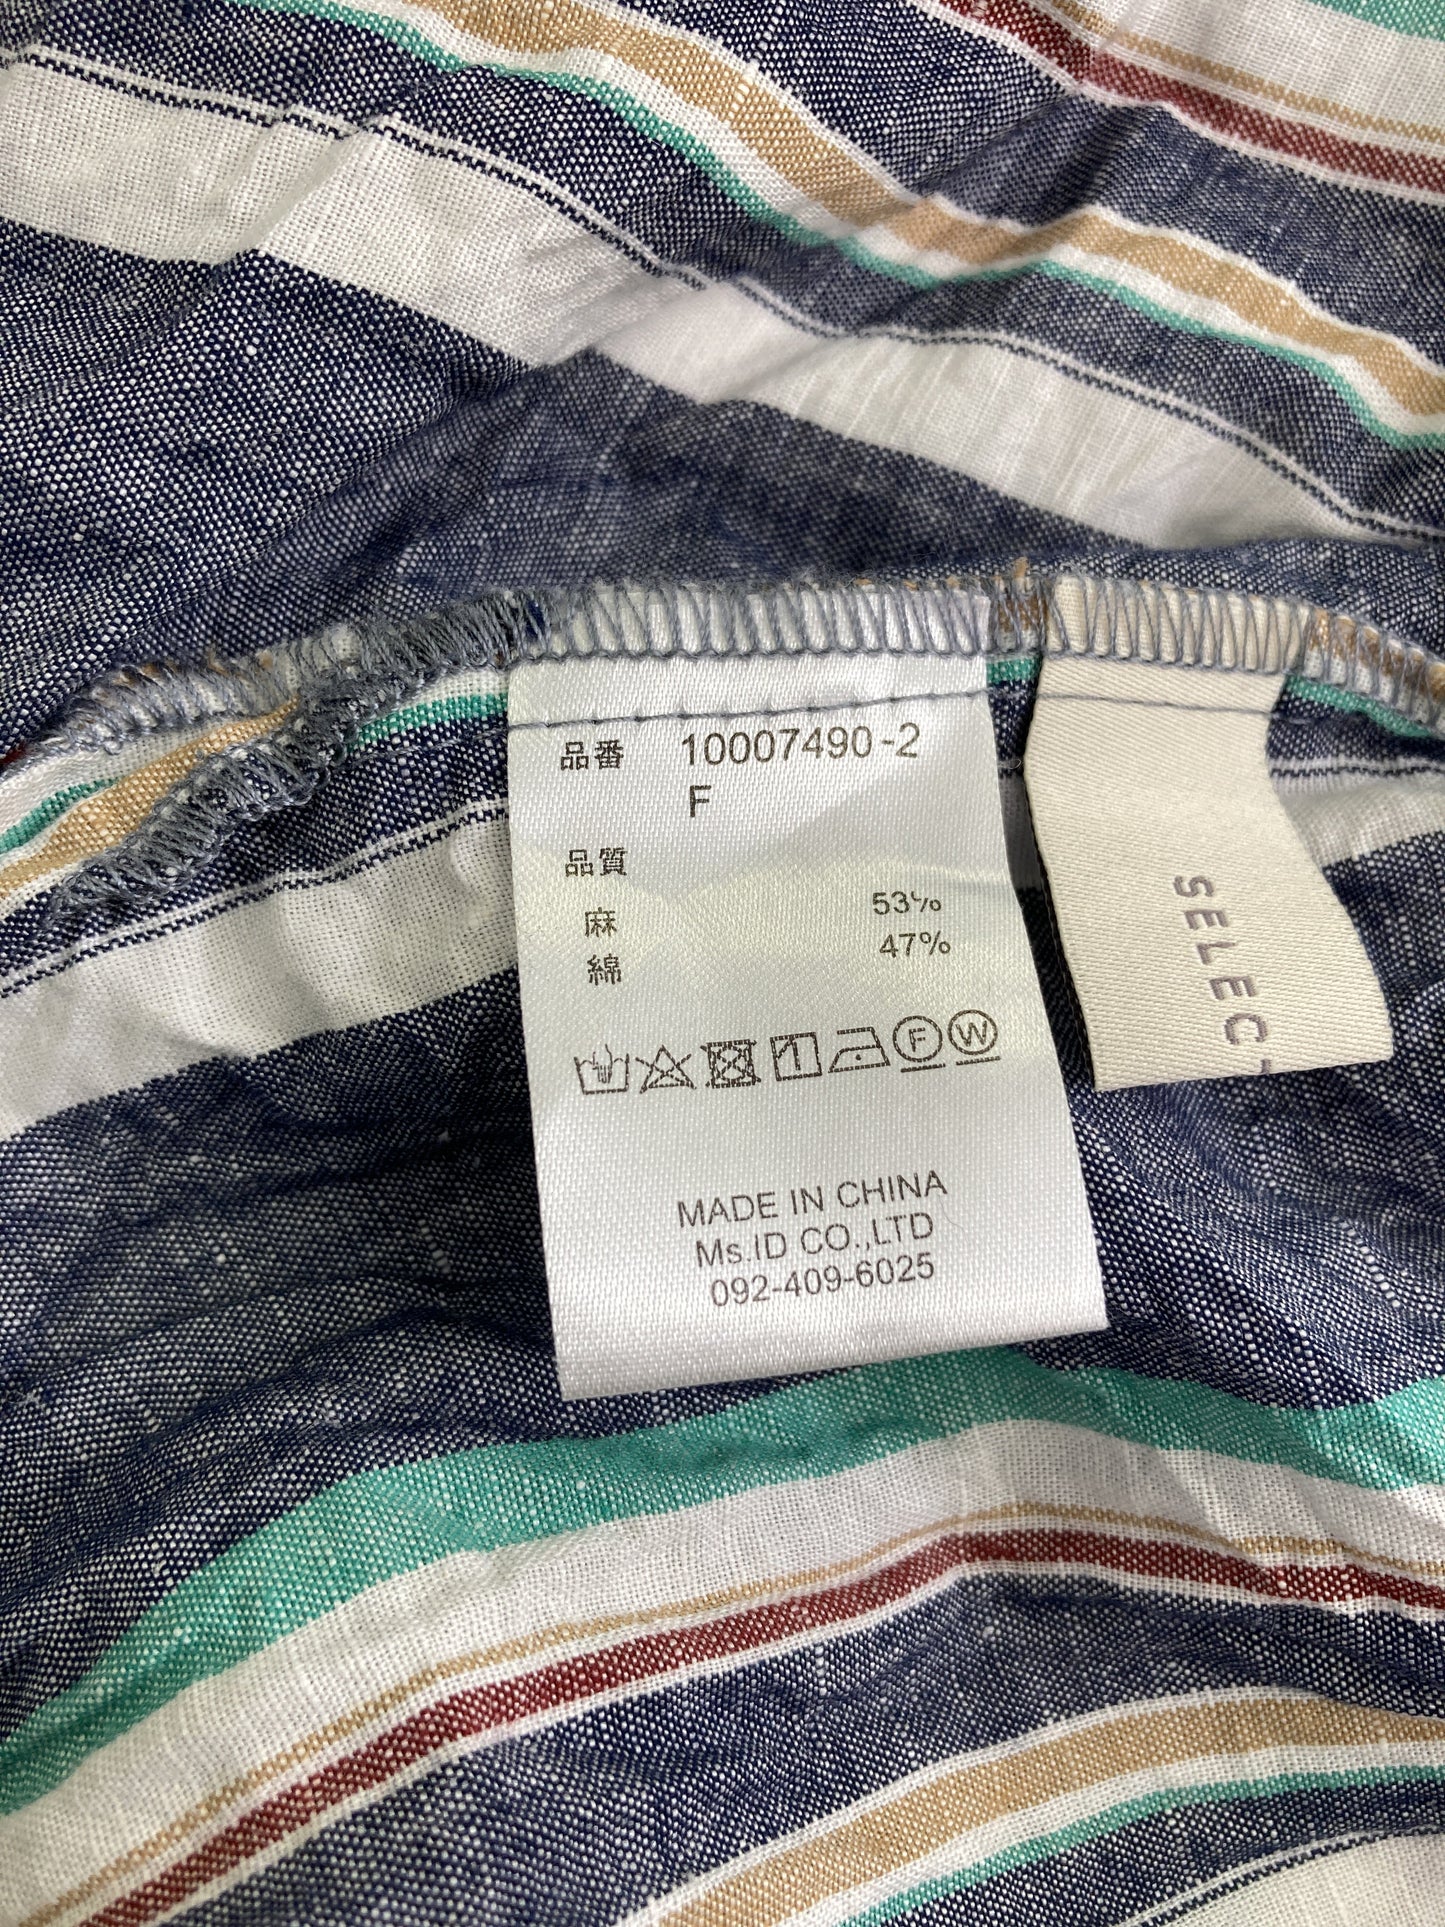 品番 10007490-2
F
品質
麻 53%
綿 47%
F W
MADE IN CHINA
Ms.ID CO.,LTD
092-409-6025
SELECT